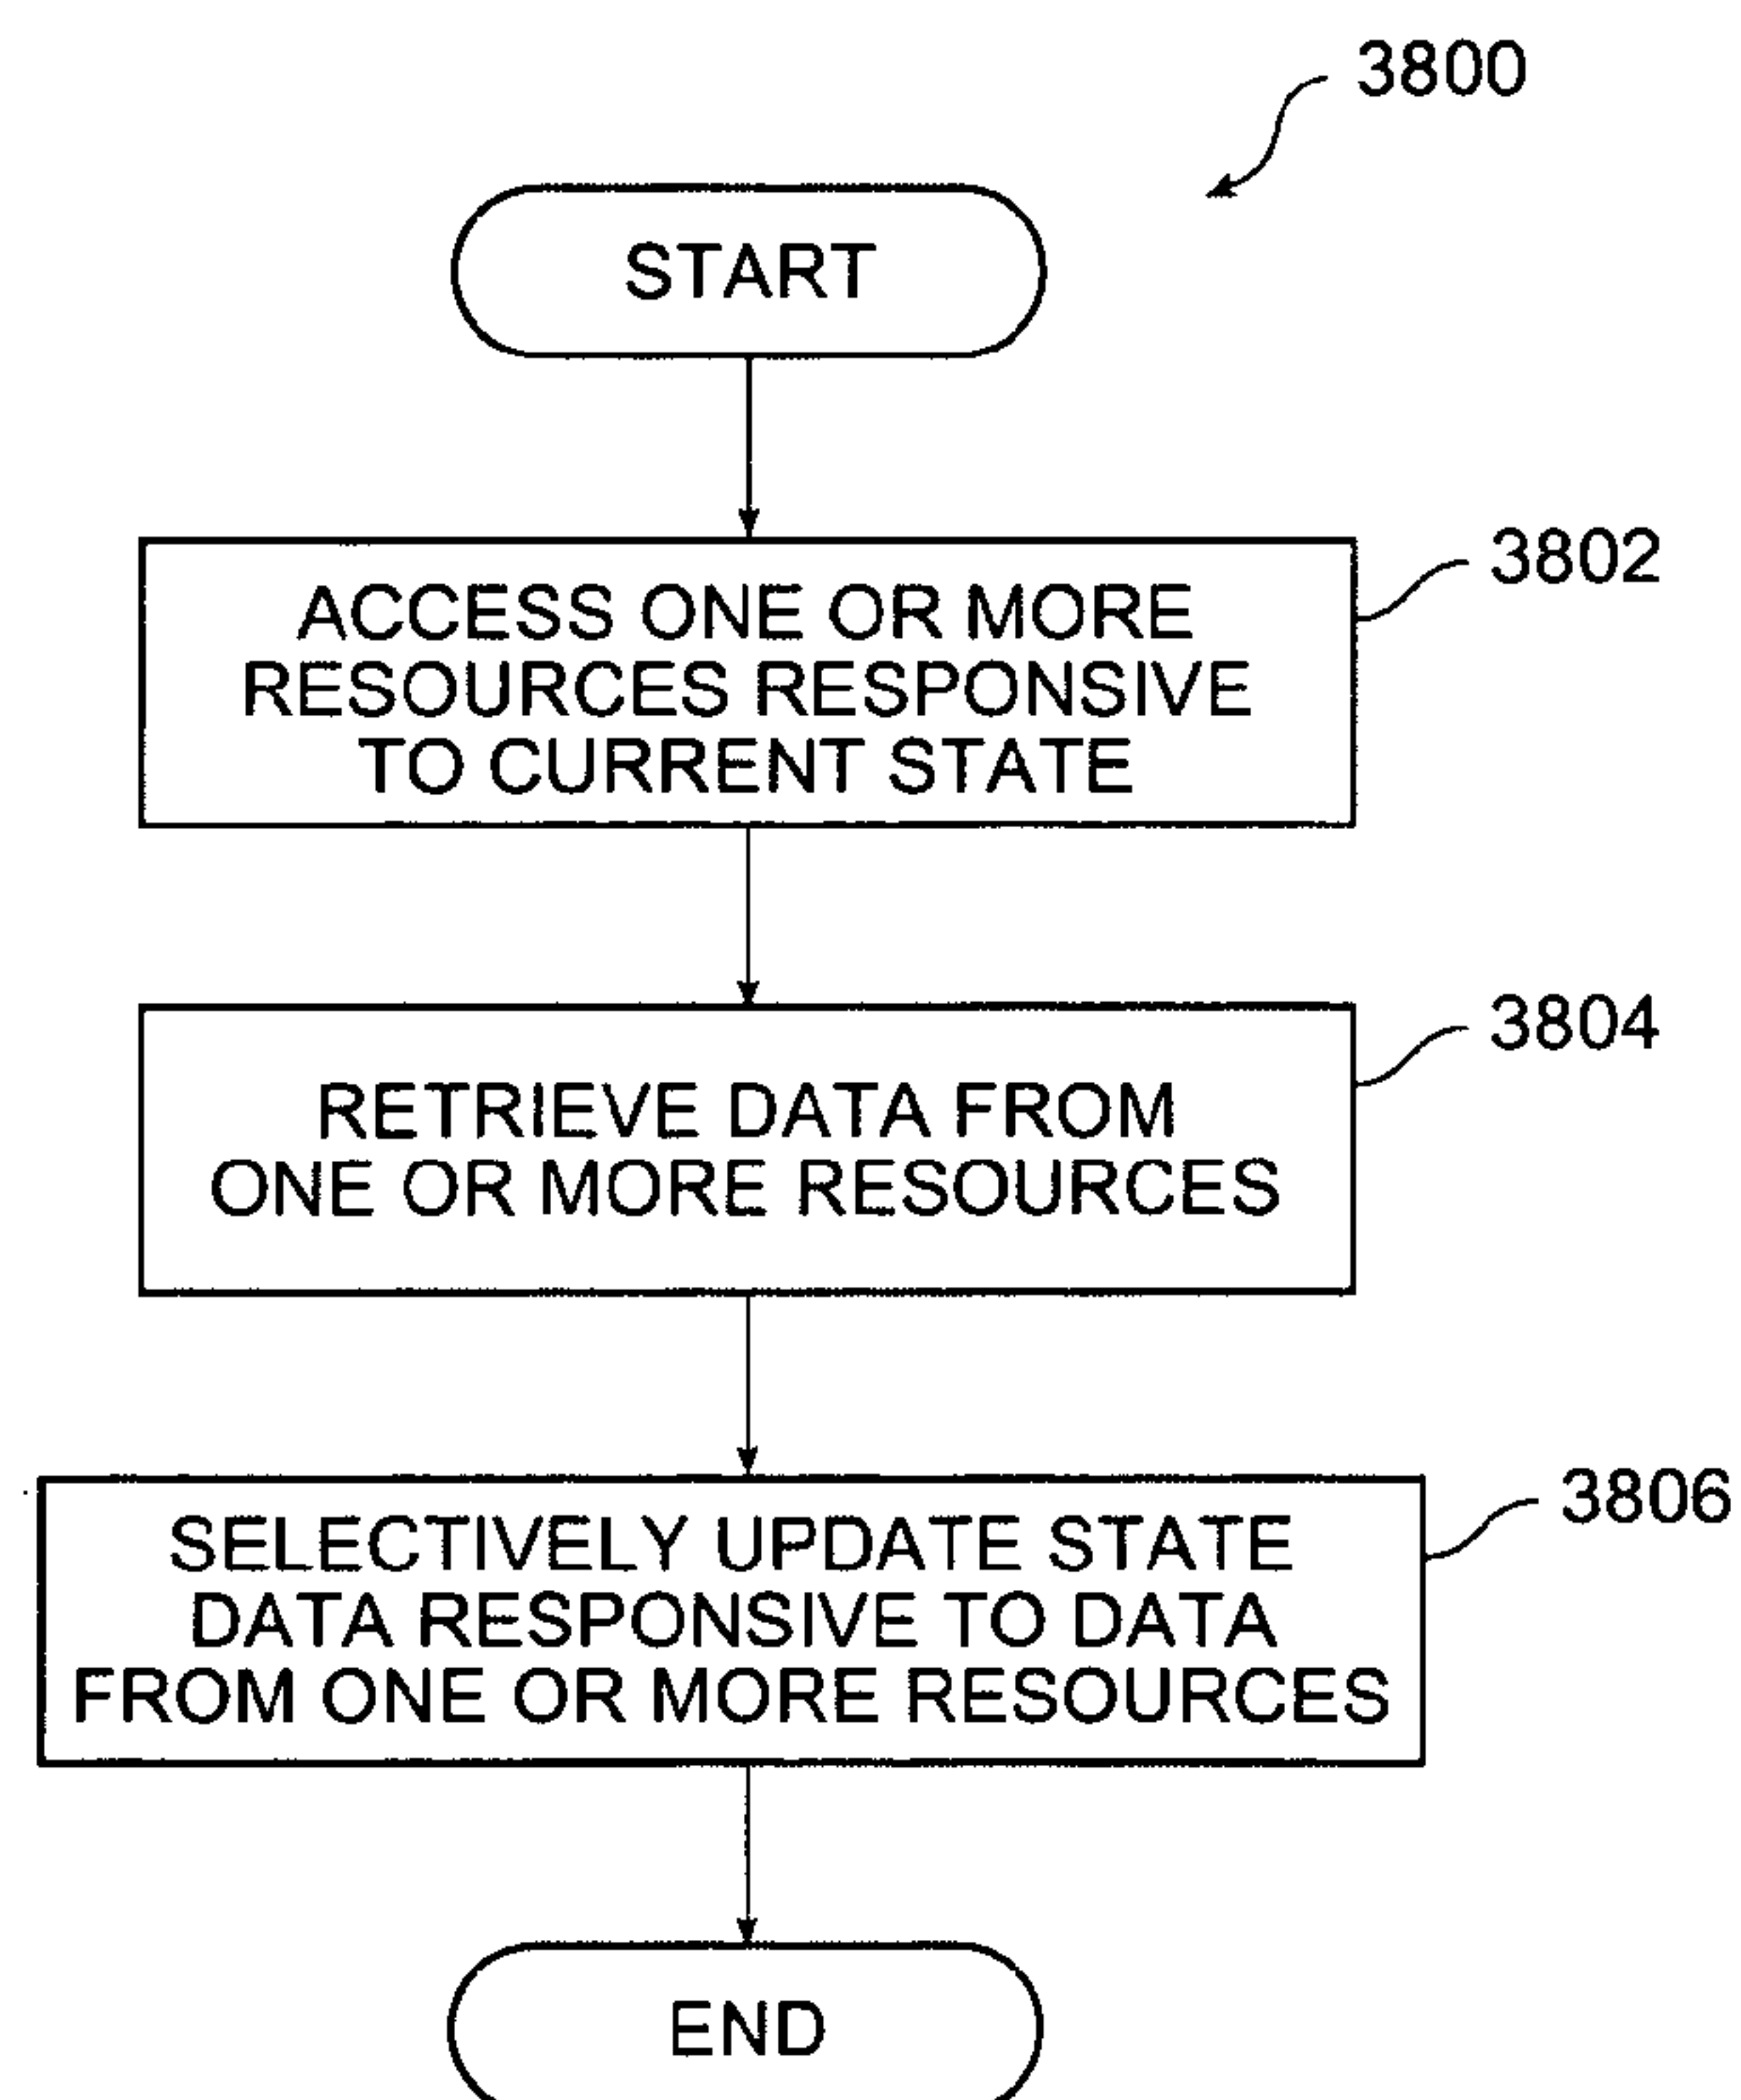 3800
START
3802
ACCESS ONE OR MORE
RESOURCES RESPONSIVE
TO CURRENT STATE
3804
RETRIEVE DATA FROM
ONE OR MORE RESOURCES
3806
SELECTIVELY UPDATE STATE
DATA RESPONSIVE TO DATA
FROM ONE OR MORE RESOURCES
END